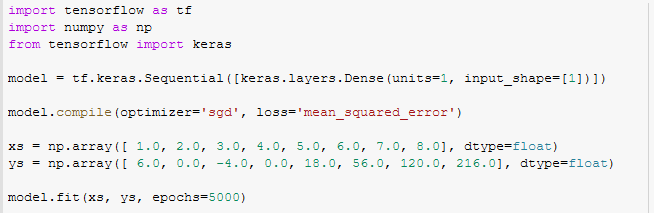 import tensorflow as tf
import numpy as np
from tensorflow import keras
model = tf.keras.Sequential([keras.layers.Dense(units=1, input_shape=[1])])
model.compile(optimizer='sgd', loss='mean_squared_error')
xs = np.array([ 1.0, 2.0, 3.0, 4.0, 5.0, 6.0, 7.0, 8.0], dtype=float)
ys = np.array([ 6.0, 0.0, -4.0, 0.0, 18.0, 56.0, 120.0, 216.0], dtype=float)
model.fit(xs, ys, epochs=5000)